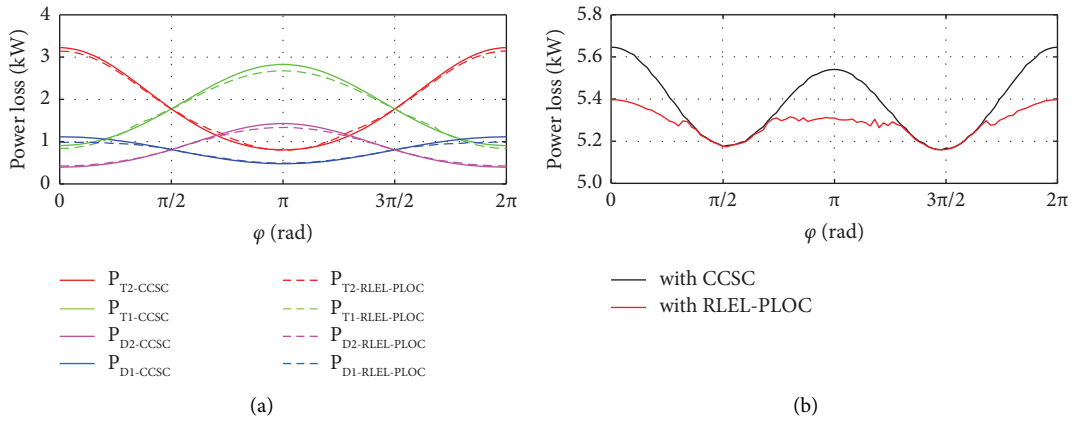 Power loss (kW)
4
3
2
1
0
0 π/2 π 3π/2 2π
φ (rad)
P_T2-CCSC
P_T1-CCSC
P_D2-CCSC
P_D1-CCSC
P_T2-RLEL-PLOC
P_T1-RLEL-PLOC
P_D2-RLEL-PLOC
P_D1-RLEL-PLOC
(a)
Power loss (kW)
5.8
5.6
5.4
5.2
5.0
0 π/2 π 3π/2 2π
φ (rad)
with CCSC
with RLEL-PLOC
(b)